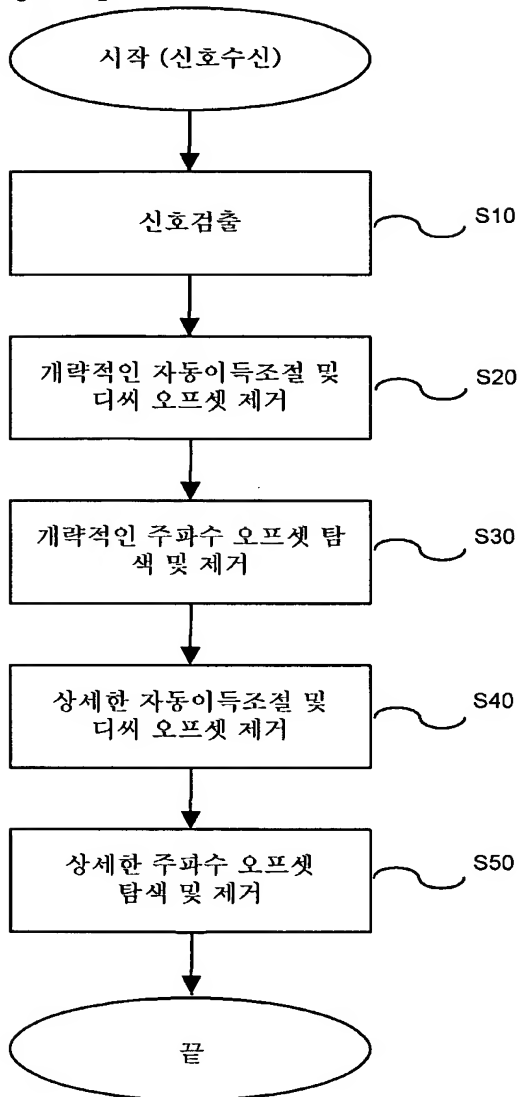 시작 (신호수신)
신호검출
S10
개략적인 자동이득조절 및
디씨 오프셋 제거
S20
개략적인 주파수 오프셋 탐
색 및 제거
S30
상세한 자동이득조절 및
디씨 오프셋 제거
S40
상세한 주파수 오프셋
탐색 및 제거
S50
끝